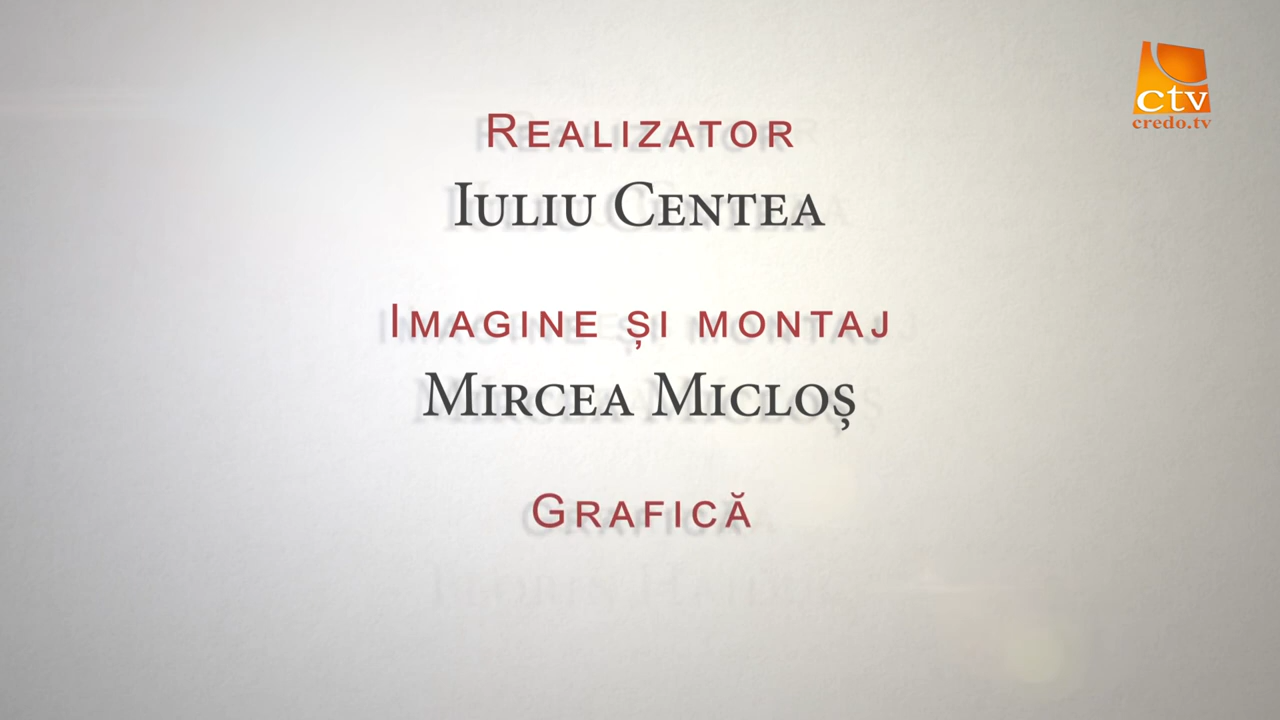 ctv
credo.tv
Realizator
Iuliu Centea
Imagine și montaj
Mircea Micloș
Grafică